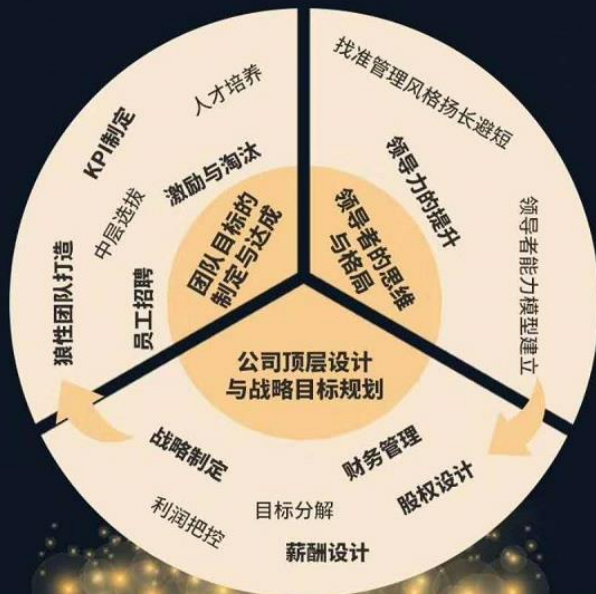 人才培养
KPI制定
激励与淘汰
中层选拔
狼性团队打造
员工招聘
团队目标的
制定与达成
找准管理风格扬长避短
领导力的提升
领导者能力模型建立
领导者的思维
与格局
公司顶层设计
与战略目标规划
战略制定
财务管理
股权设计
利润把控
目标分解
薪酬设计